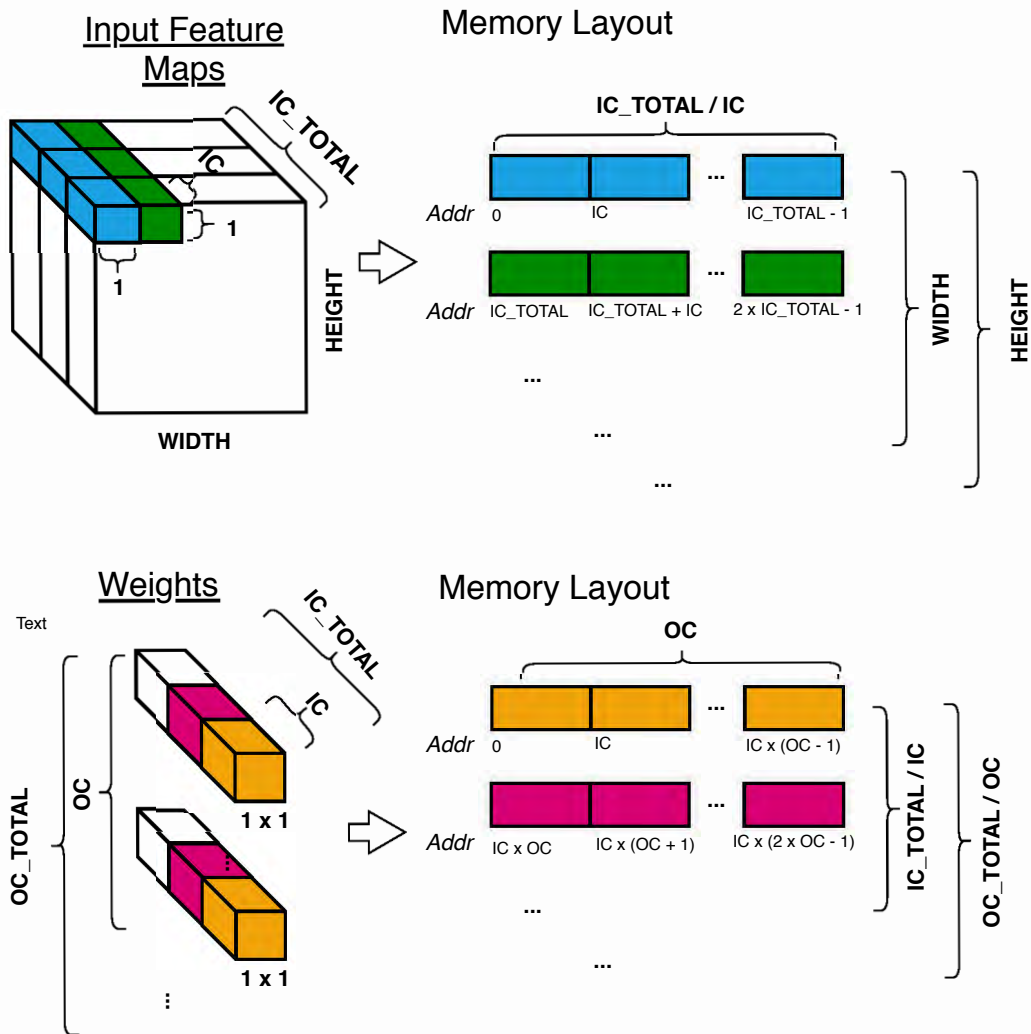 Input Feature
Maps
Memory Layout
IC_TOTAL
IC
1
1
HEIGHT
WIDTH
IC_TOTAL / IC
...
Addr
0
IC
IC_TOTAL - 1
...
Addr
IC_TOTAL
IC_TOTAL + IC
2 x IC_TOTAL - 1
...
...
...
WIDTH
HEIGHT
Weights
Memory Layout
Text
IC_TOTAL
IC
OC_TOTAL
OC
1 x 1
...
1 x 1
...
OC
...
Addr
0
IC
IC x (OC - 1)
...
Addr
IC x OC
IC x (OC + 1)
IC x (2 x OC - 1)
...
...
IC_TOTAL / IC
OC_TOTAL / OC